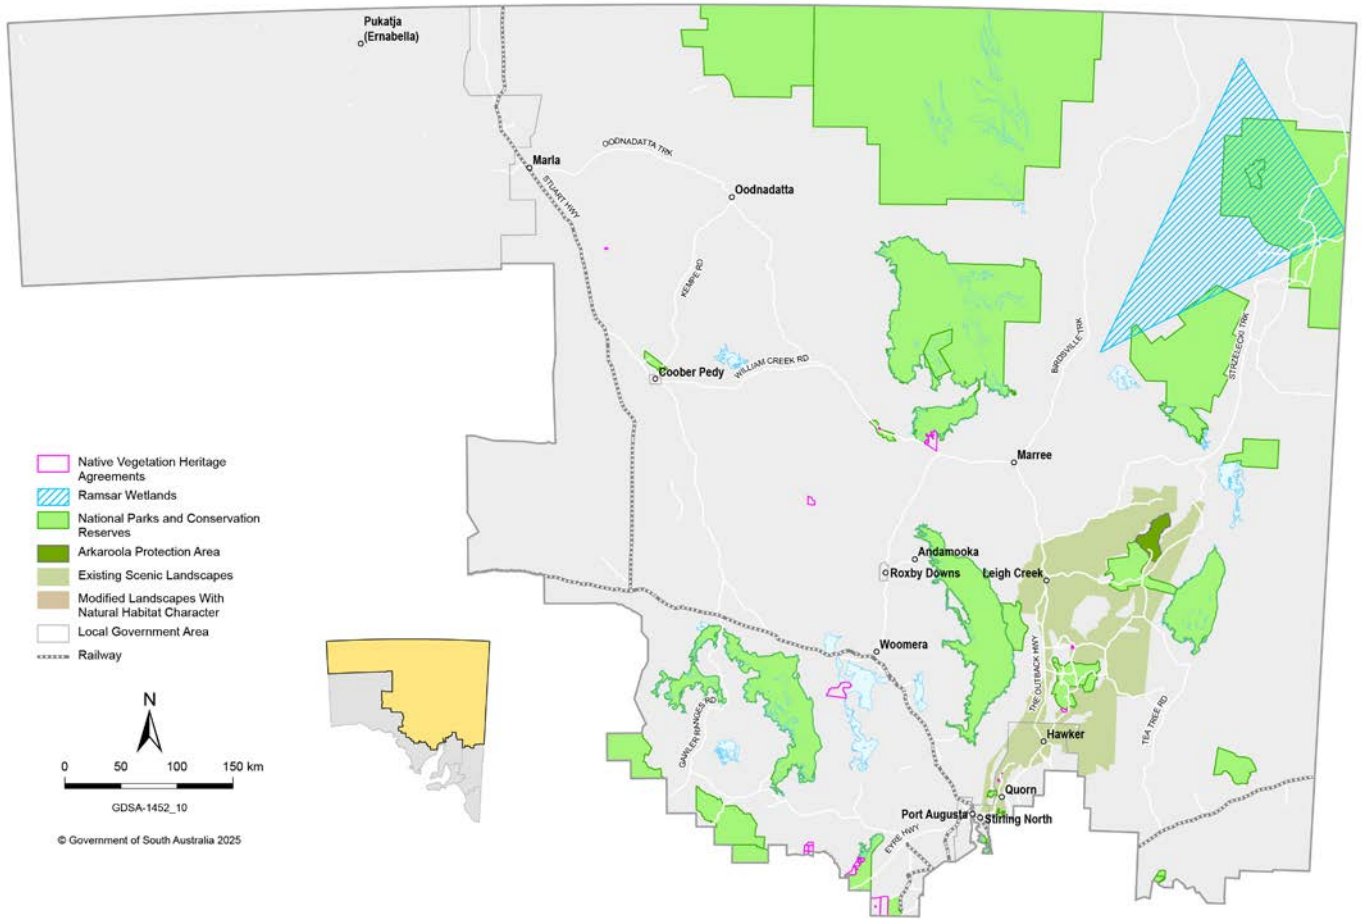 Pukatja
(Ernabella)
Marla
OODNADATTA TRK
STUART HWY
Oodnadatta
KEMPE RD
Coober Pedy
WILLIAM CREEK RD
BIRDSVILLE TRK
STRZELECKI TRK
Marree
Andamooka
Roxby Downs
Leigh Creek
Woomera
THE OUTBACK HWY
GAWLER RANGES RD
TEA TREE RD
Hawker
Quorn
Port Augusta
Stirling North
EYRE HWY
Native Vegetation Heritage
Agreements
Ramsar Wetlands
National Parks and Conservation
Reserves
Arkaroola Protection Area
Existing Scenic Landscapes
Modified Landscapes With
Natural Habitat Character
Local Government Area
Railway
N
0 50 100 150 km
GDSA-1452_10
© Government of South Australia 2025